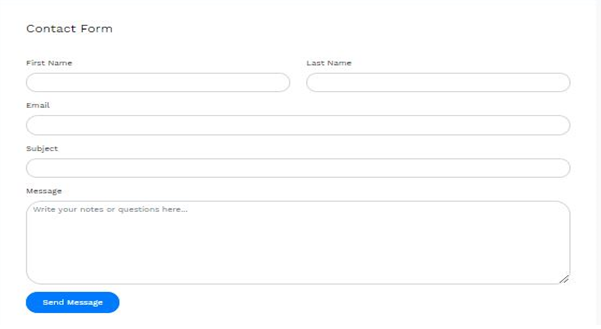 Contact Form
First Name
Last Name
Email
Subject
Message
Write your notes or questions here...
Send Message